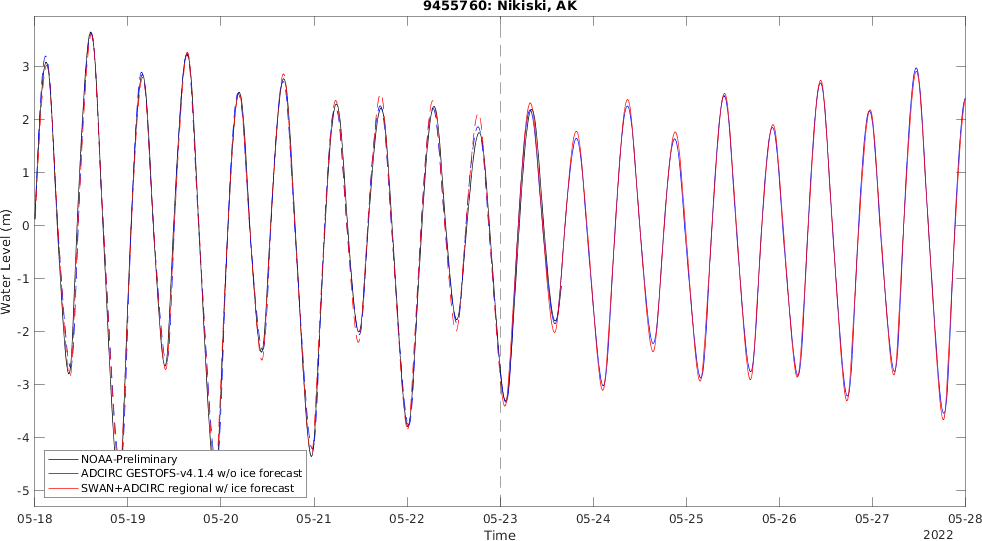 9455760: Nikiski, AK
Water Level (m)
3
2
1
0
-1
-2
-3
-4
-5
NOAA-Preliminary
ADCIRC GESTOFS-v4.1.4 w/o ice forecast
SWAN+ADCIRC regional w/ ice forecast
05-18 05-19 05-20 05-21 05-22 05-23 05-24 05-25 05-26 05-27 05-28
Time
2022